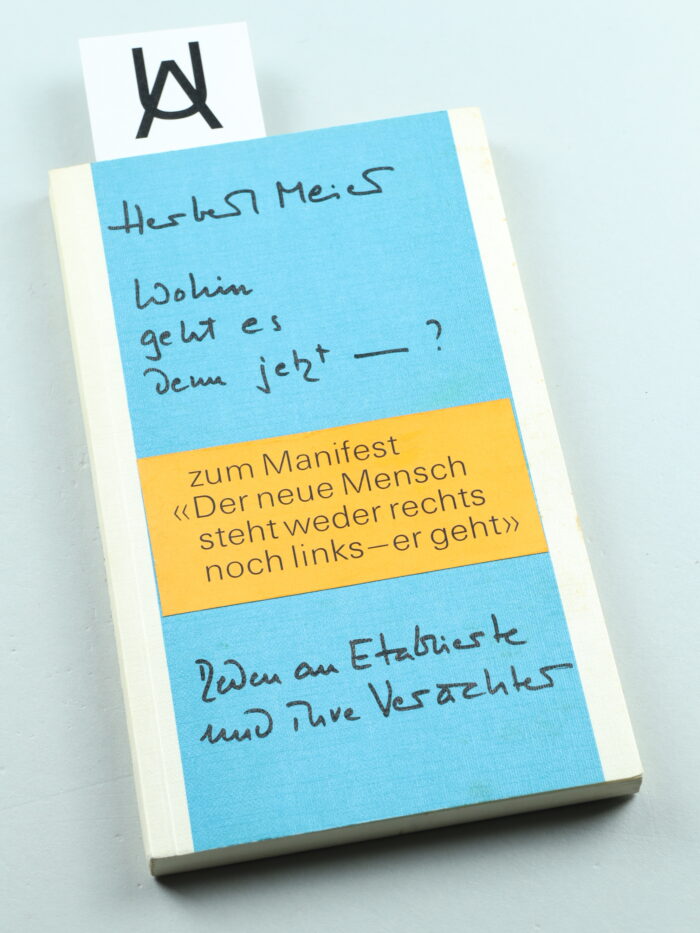 Herbert Meier
Wohin
geht es
denn jetzt — ?
zum Manifest
«Der neue Mensch
steht weder rechts
noch links–er geht»
Reden an Etablierte
und ihre Verächter